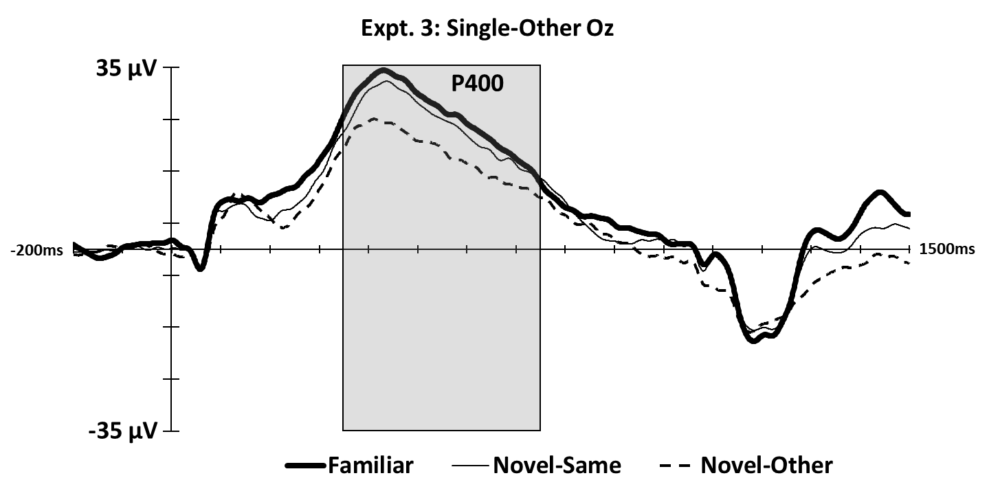 Expt. 3: Single-Other Oz
35 µV
P400
-200ms
1500ms
-35 µV
Familiar
Novel-Same
Novel-Other